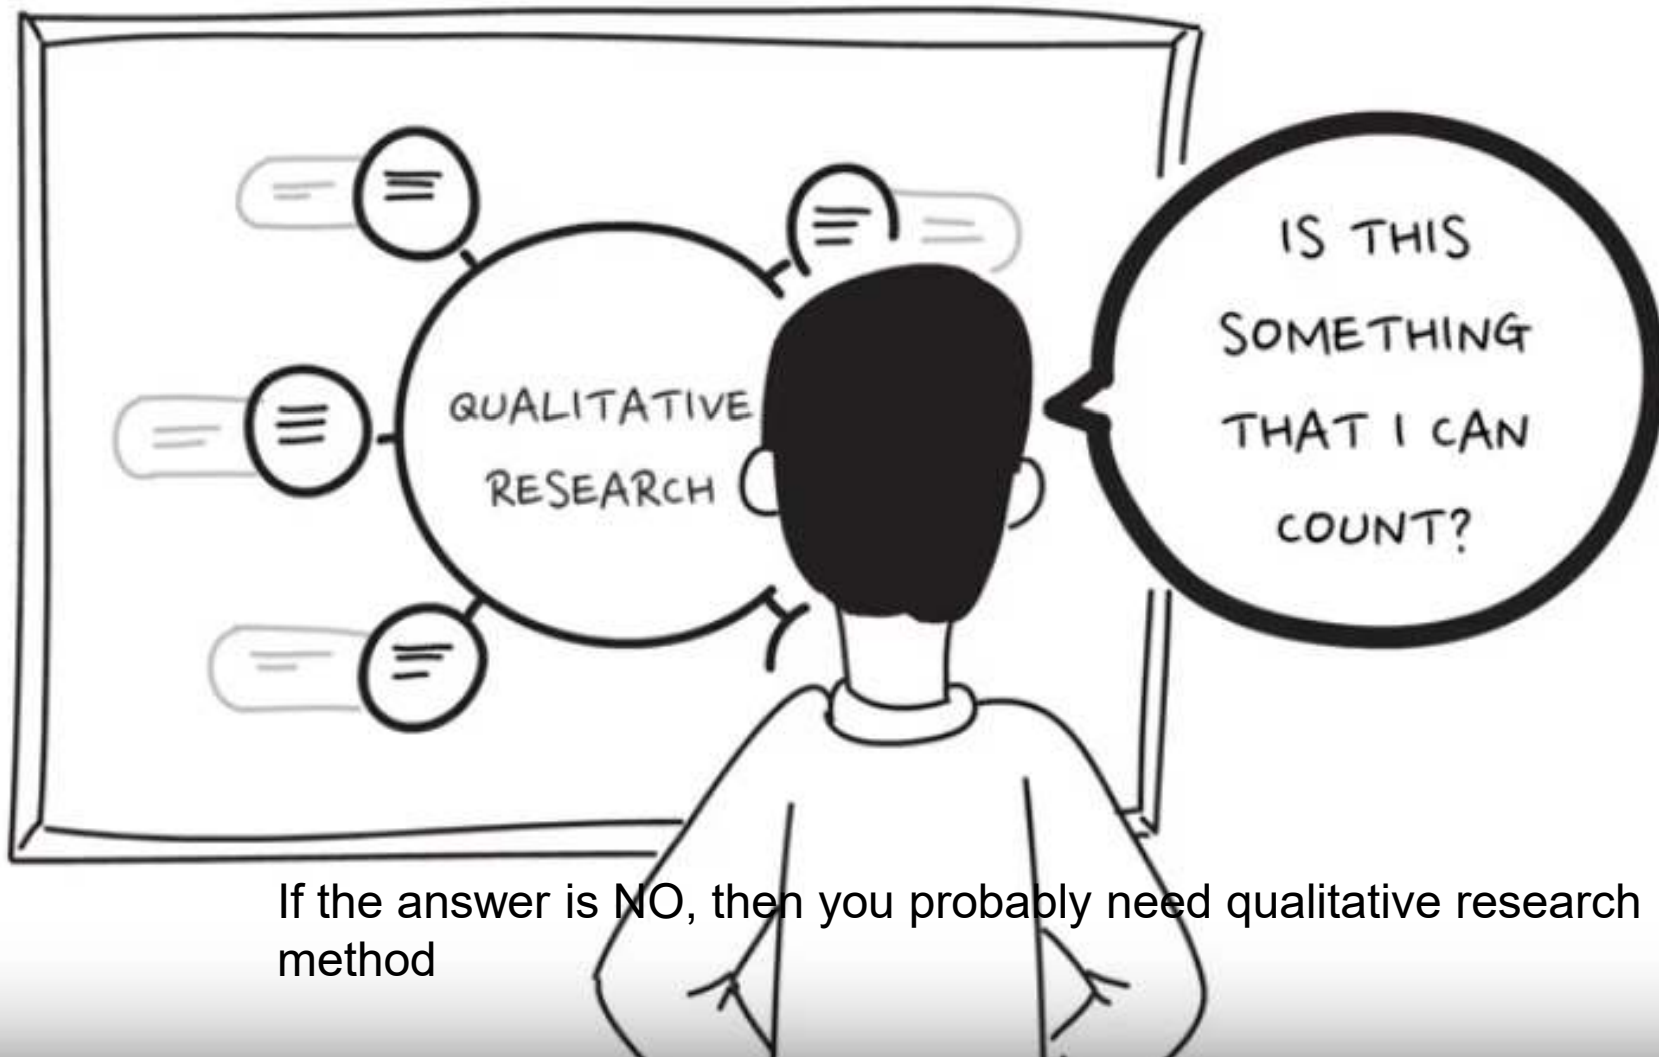 QUALITATIVE
RESEARCH
IS THIS
SOMETHING
THAT I CAN
COUNT?
If the answer is NO, then you probably need qualitative research
method